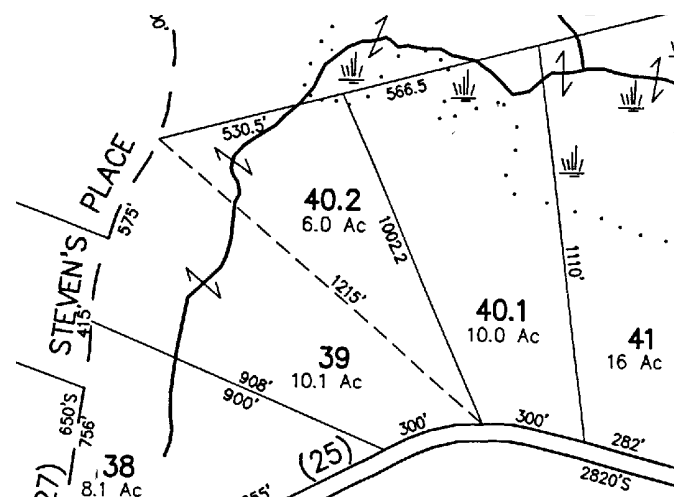 566.5
530.5'
PLACE
575'
40.2
6.0 Ac
1002.2
STEVEN'S
415'
1215'
1110'
40.1
10.0 Ac
41
16 Ac
39
10.1 Ac
908'
900'
650'S
756'
300'
300'
282'
(25)
2820'S
38
8.1 Ac